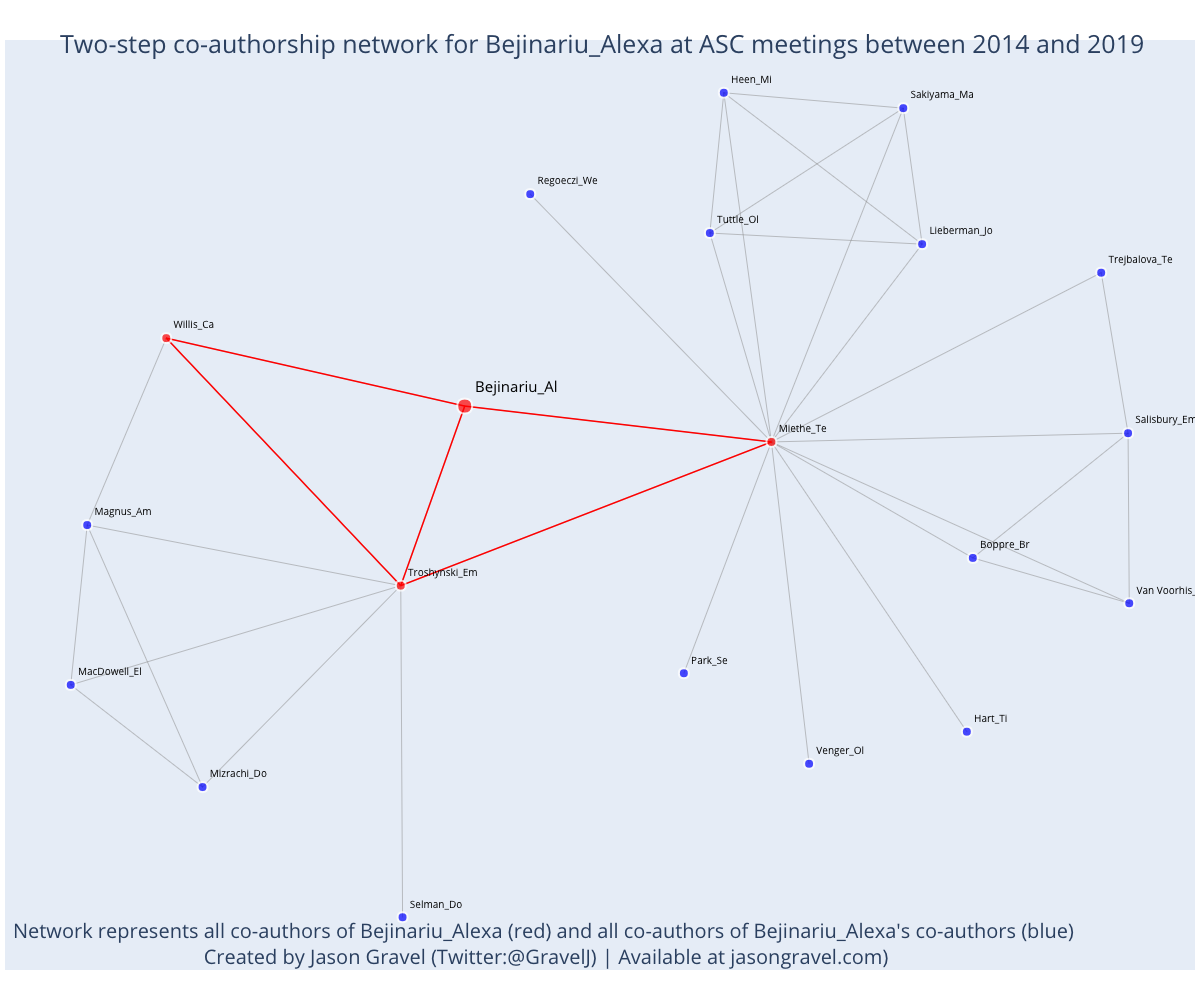 Two-step co-authorship network for Bejinariu_Alexa at ASC meetings between 2014 and 2019
Heen_Mi
Sakiyama_Ma
Regoeczi_We
Tuttle_Ol
Lieberman_Jo
Trejbalova_Te
Willis_Ca
Bejinariu_Al
Miethe_Te
Salisbury_Em
Magnus_Am
Boppre_Br
Troshynski_Em
Van Voorhis_
Park_Se
MacDowell_El
Hart_Ti
Venger_Ol
Mizrachi_Do
Selman_Do
Network represents all co-authors of Bejinariu_Alexa (red) and all co-authors of Bejinariu_Alexa's co-authors (blue)
Created by Jason Gravel (Twitter:@GravelJ) | Available at jasongravel.com)